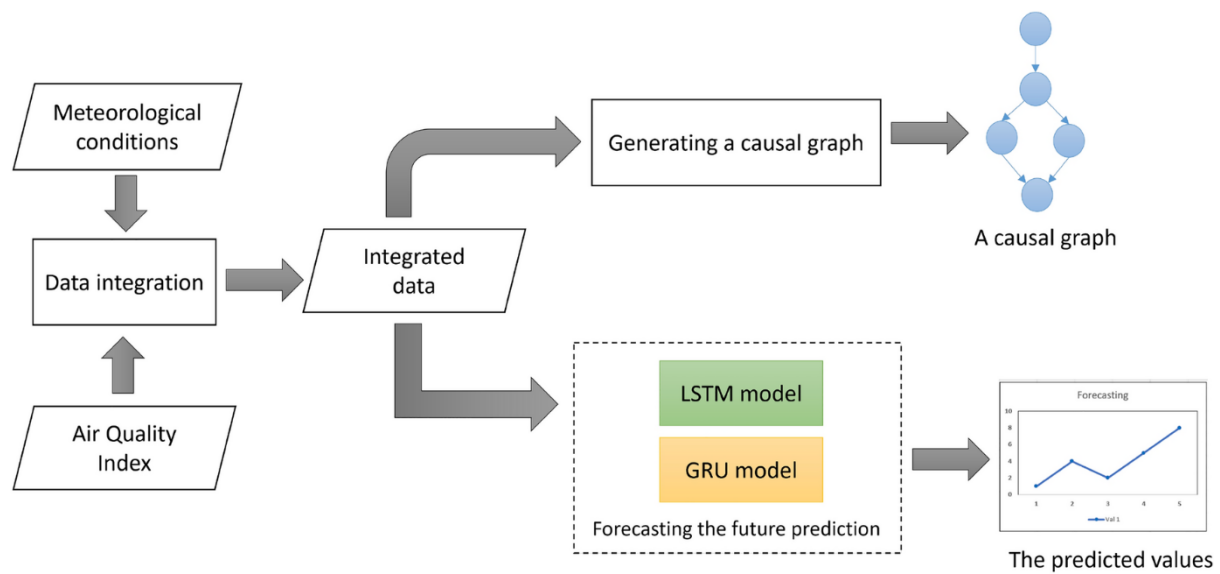 Meteorological
conditions
Data integration
Air Quality
Index
Integrated
data
Generating a causal graph
A causal graph
LSTM model
GRU model
Forecasting the future prediction
Forecasting
10
8
6
4
2
0
1 2 3 4 5
Val 1
The predicted values